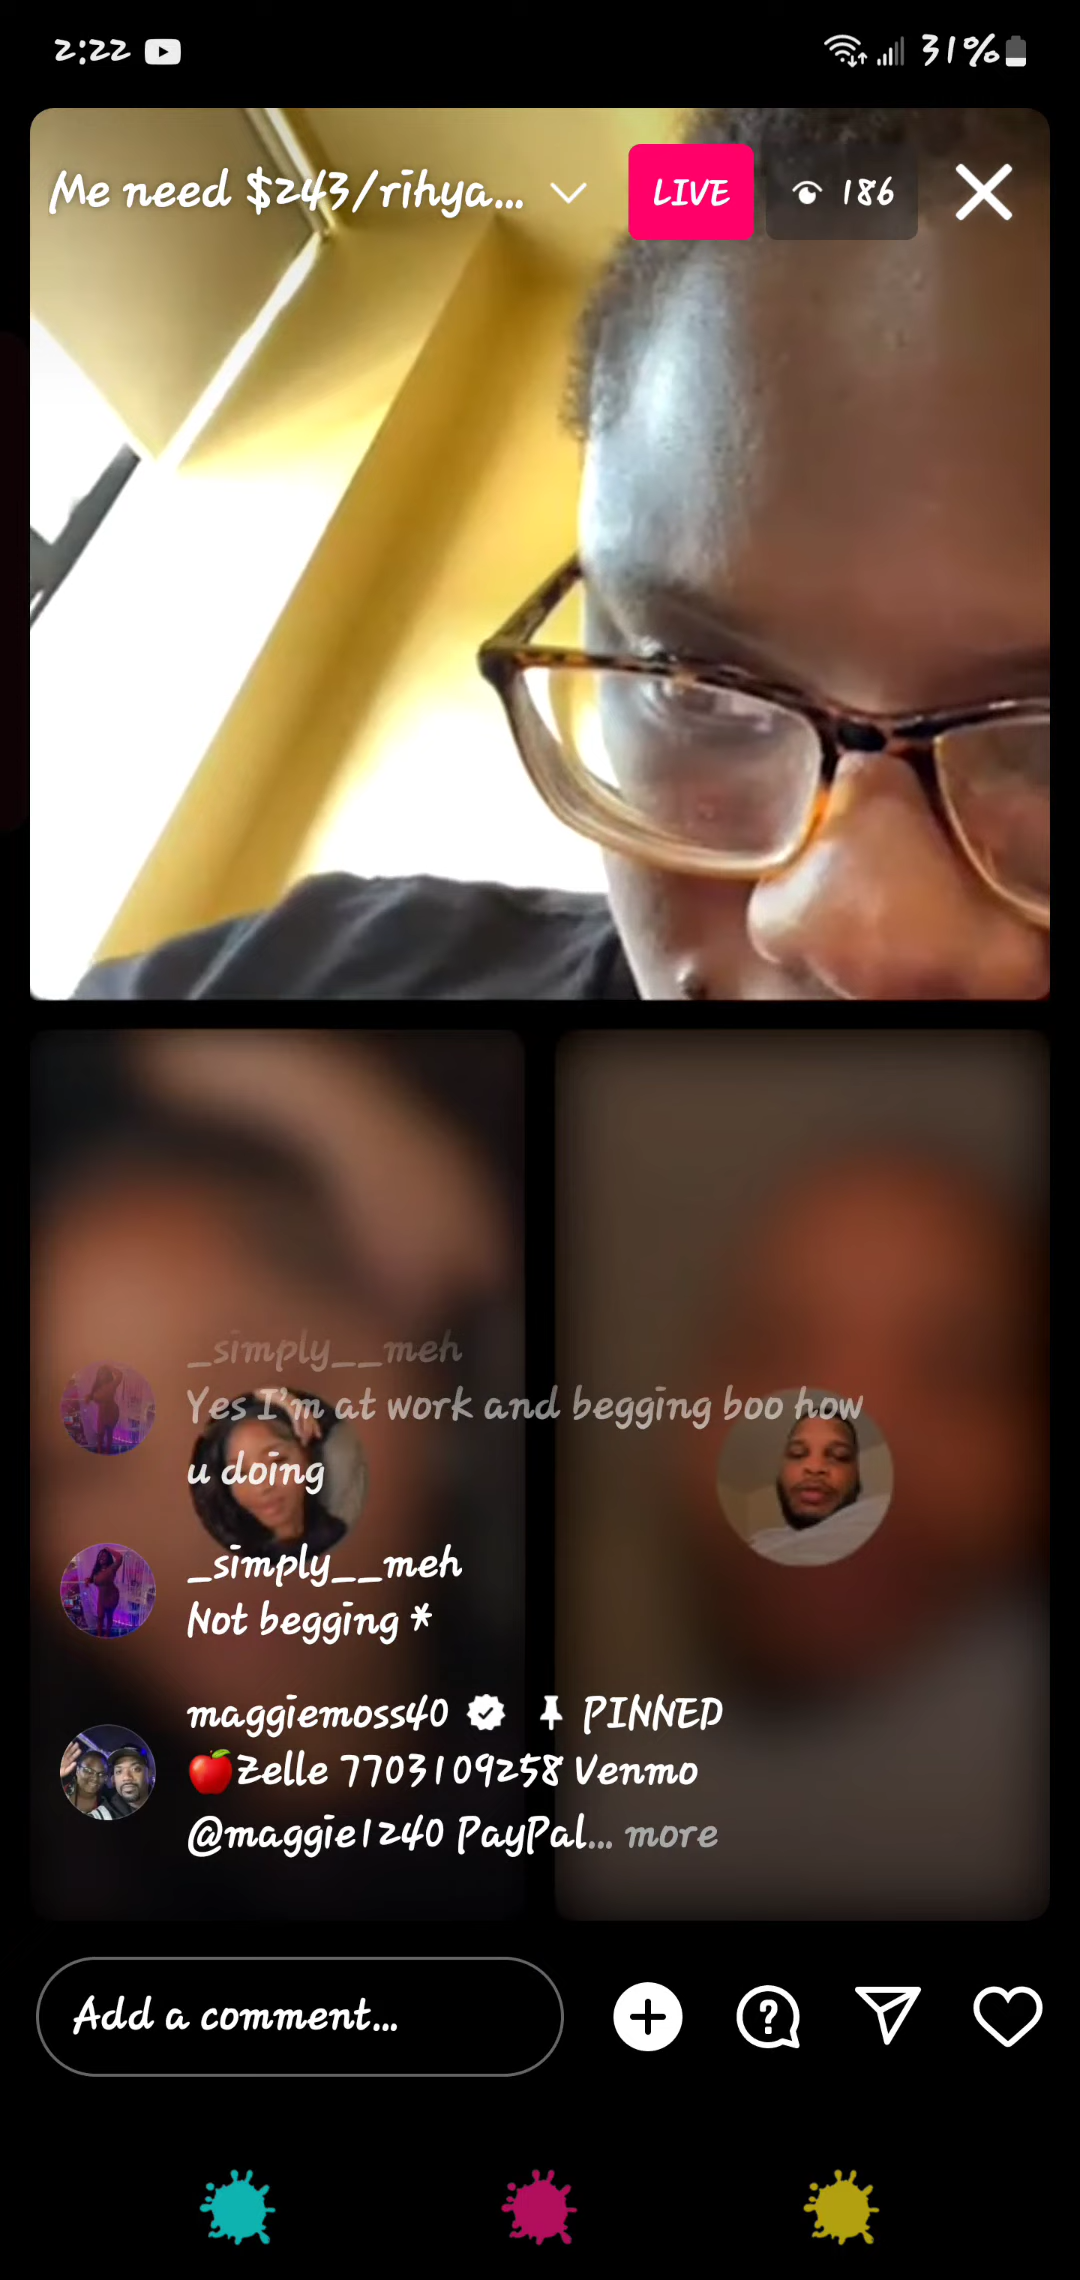 2:22
31%
Me need $243/rihya...
LIVE
186
_simply__meh
Yes I'm at work and begging boo how
u doing
_simply__meh
Not begging *
maggiemoss40 PINNED
🍎Zelle 7703109258 Venmo
@maggie1240 PayPal... more
Add a comment...